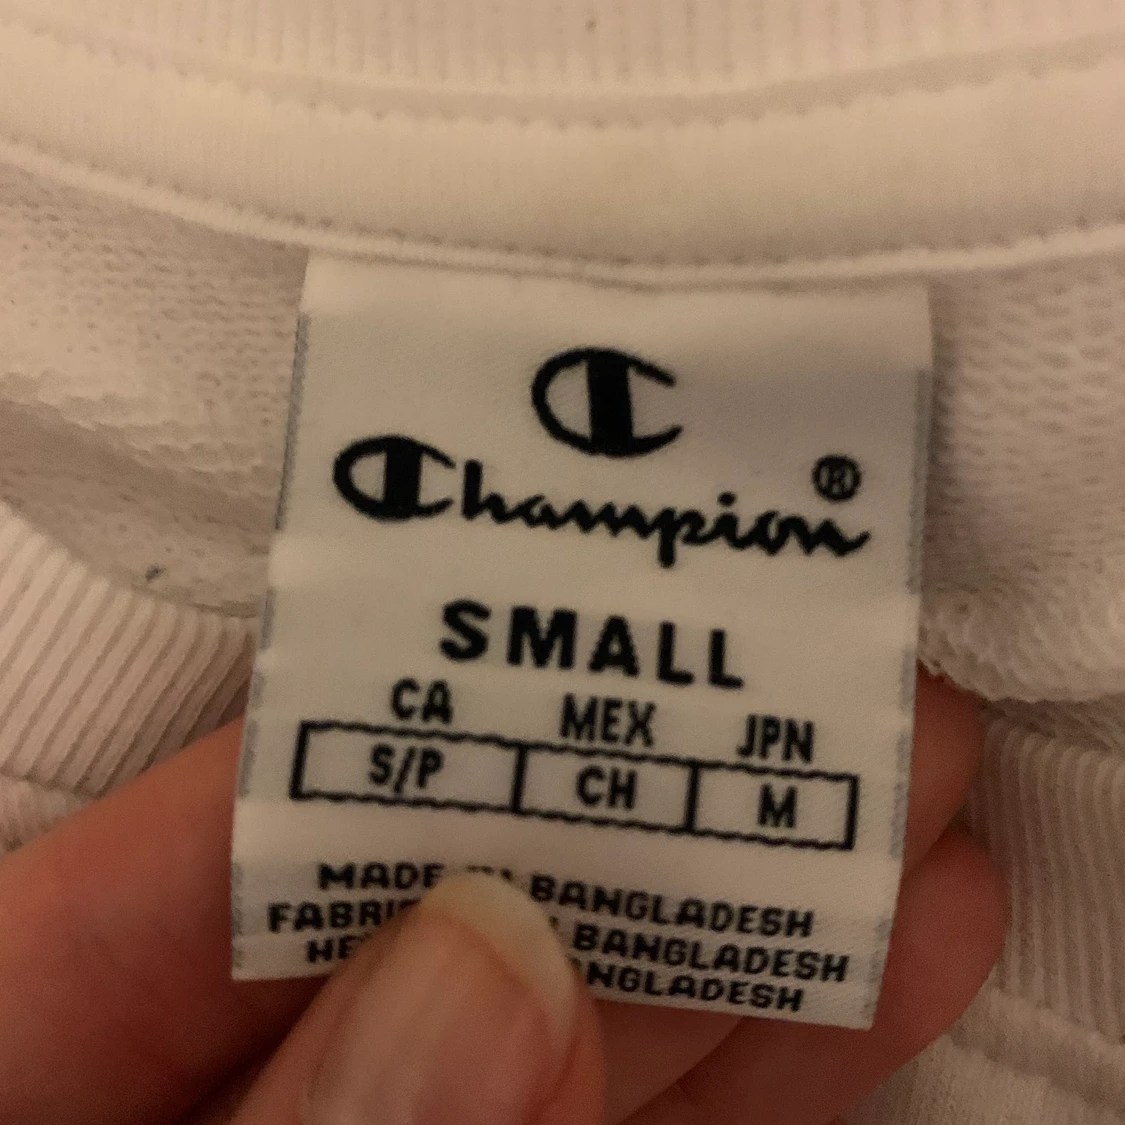 C
Champion®
SMALL
CA MEX JPN
S/P CH M
MADE BANGLADESH
BANGLADESH